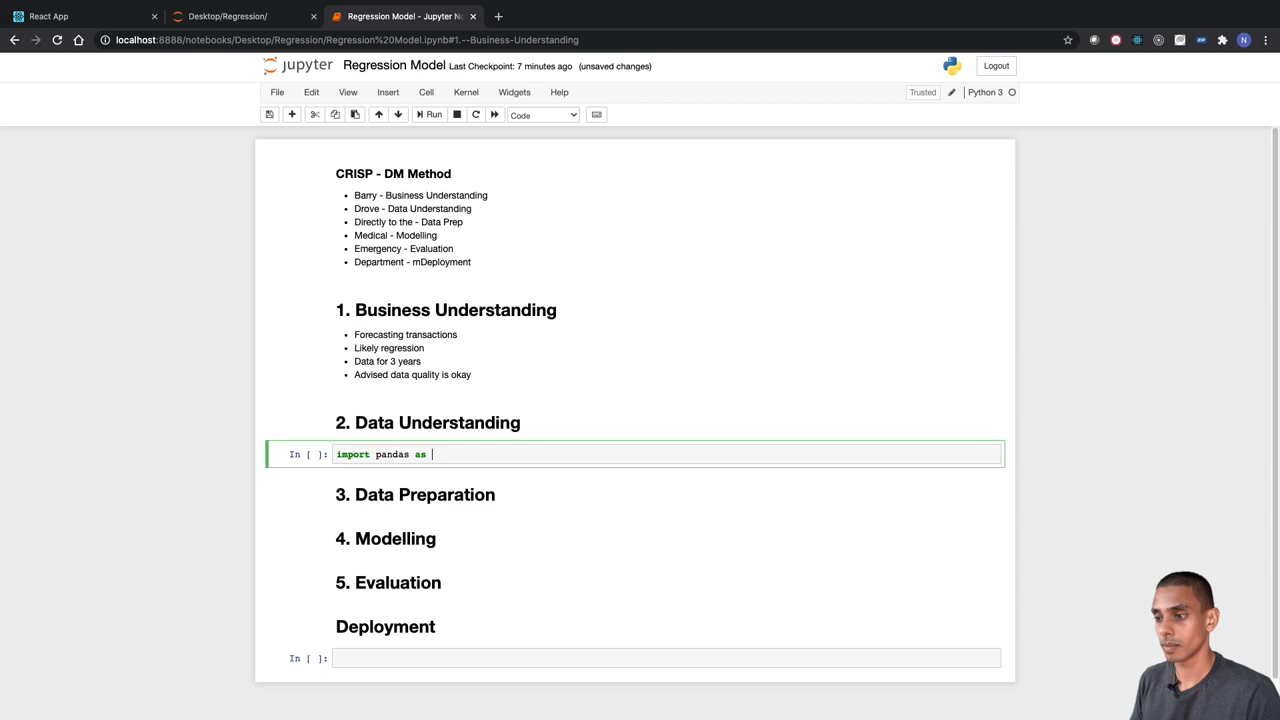 React App
Desktop/Regression/
Regression Model - Jupyter No
localhost:8888/notebooks/Desktop/Regression/Regression%20Model.ipynb#1.--Business-Understanding
N
jupyter Regression Model Last Checkpoint: 7 minutes ago (unsaved changes)
Logout
File Edit View Insert Cell Kernel Widgets Help
Trusted Python 3
Run Code
CRISP - DM Method
Barry - Business Understanding
Drove - Data Understanding
Directly to the - Data Prep
Medical - Modelling
Emergency - Evaluation
Department - mDeployment
1. Business Understanding
Forecasting transactions
Likely regression
Data for 3 years
Advised data quality is okay
2. Data Understanding
In [ ]: import pandas as
3. Data Preparation
4. Modelling
5. Evaluation
Deployment
In [ ]: